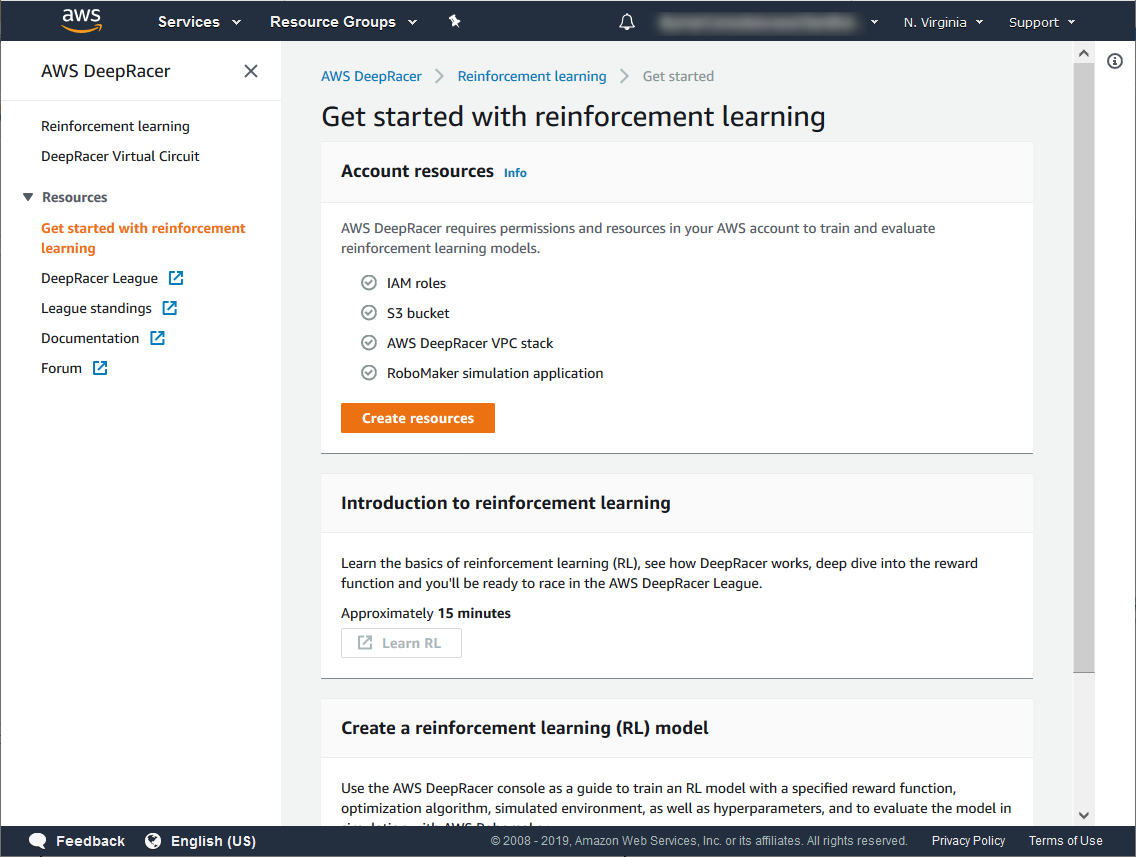 aws
Services
Resource Groups
N. Virginia
Support
AWS DeepRacer
Reinforcement learning
DeepRacer Virtual Circuit
Resources
Get started with reinforcement
learning
DeepRacer League
League standings
Documentation
Forum
AWS DeepRacer
Reinforcement learning
Get started
Get started with reinforcement learning
Account resources Info
AWS DeepRacer requires permissions and resources in your AWS account to train and evaluate
reinforcement learning models.
IAM roles
S3 bucket
AWS DeepRacer VPC stack
RoboMaker simulation application
Create resources
Introduction to reinforcement learning
Learn the basics of reinforcement learning (RL), see how DeepRacer works, deep dive into the reward
function and you'll be ready to race in the AWS DeepRacer League.
Approximately 15 minutes
Learn RL
Create a reinforcement learning (RL) model
Use the AWS DeepRacer console as a guide to train an RL model with a specified reward function,
optimization algorithm, simulated environment, as well as hyperparameters, and to evaluate the model in
Feedback
English (US)
© 2008 - 2019, Amazon Web Services, Inc. or its affiliates. All rights reserved.
Privacy Policy
Terms of Use